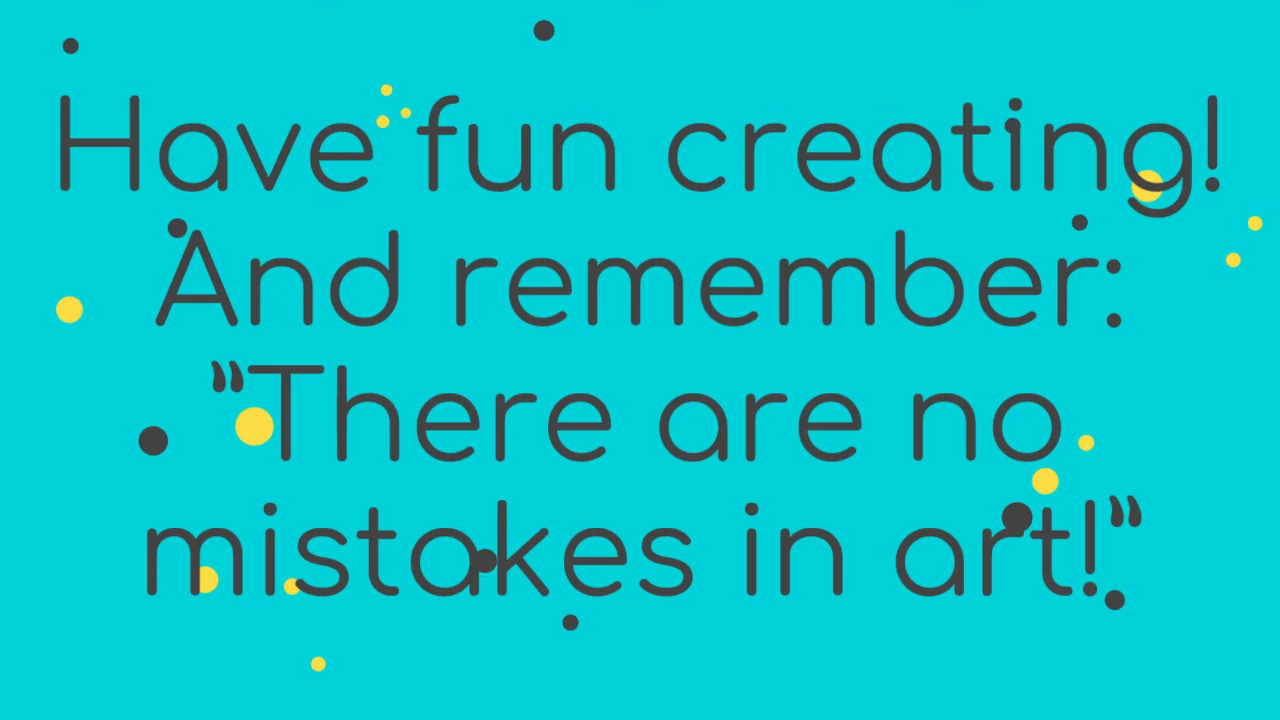 Have fun creating!
And remember:
”There are no
mistakes in art!”